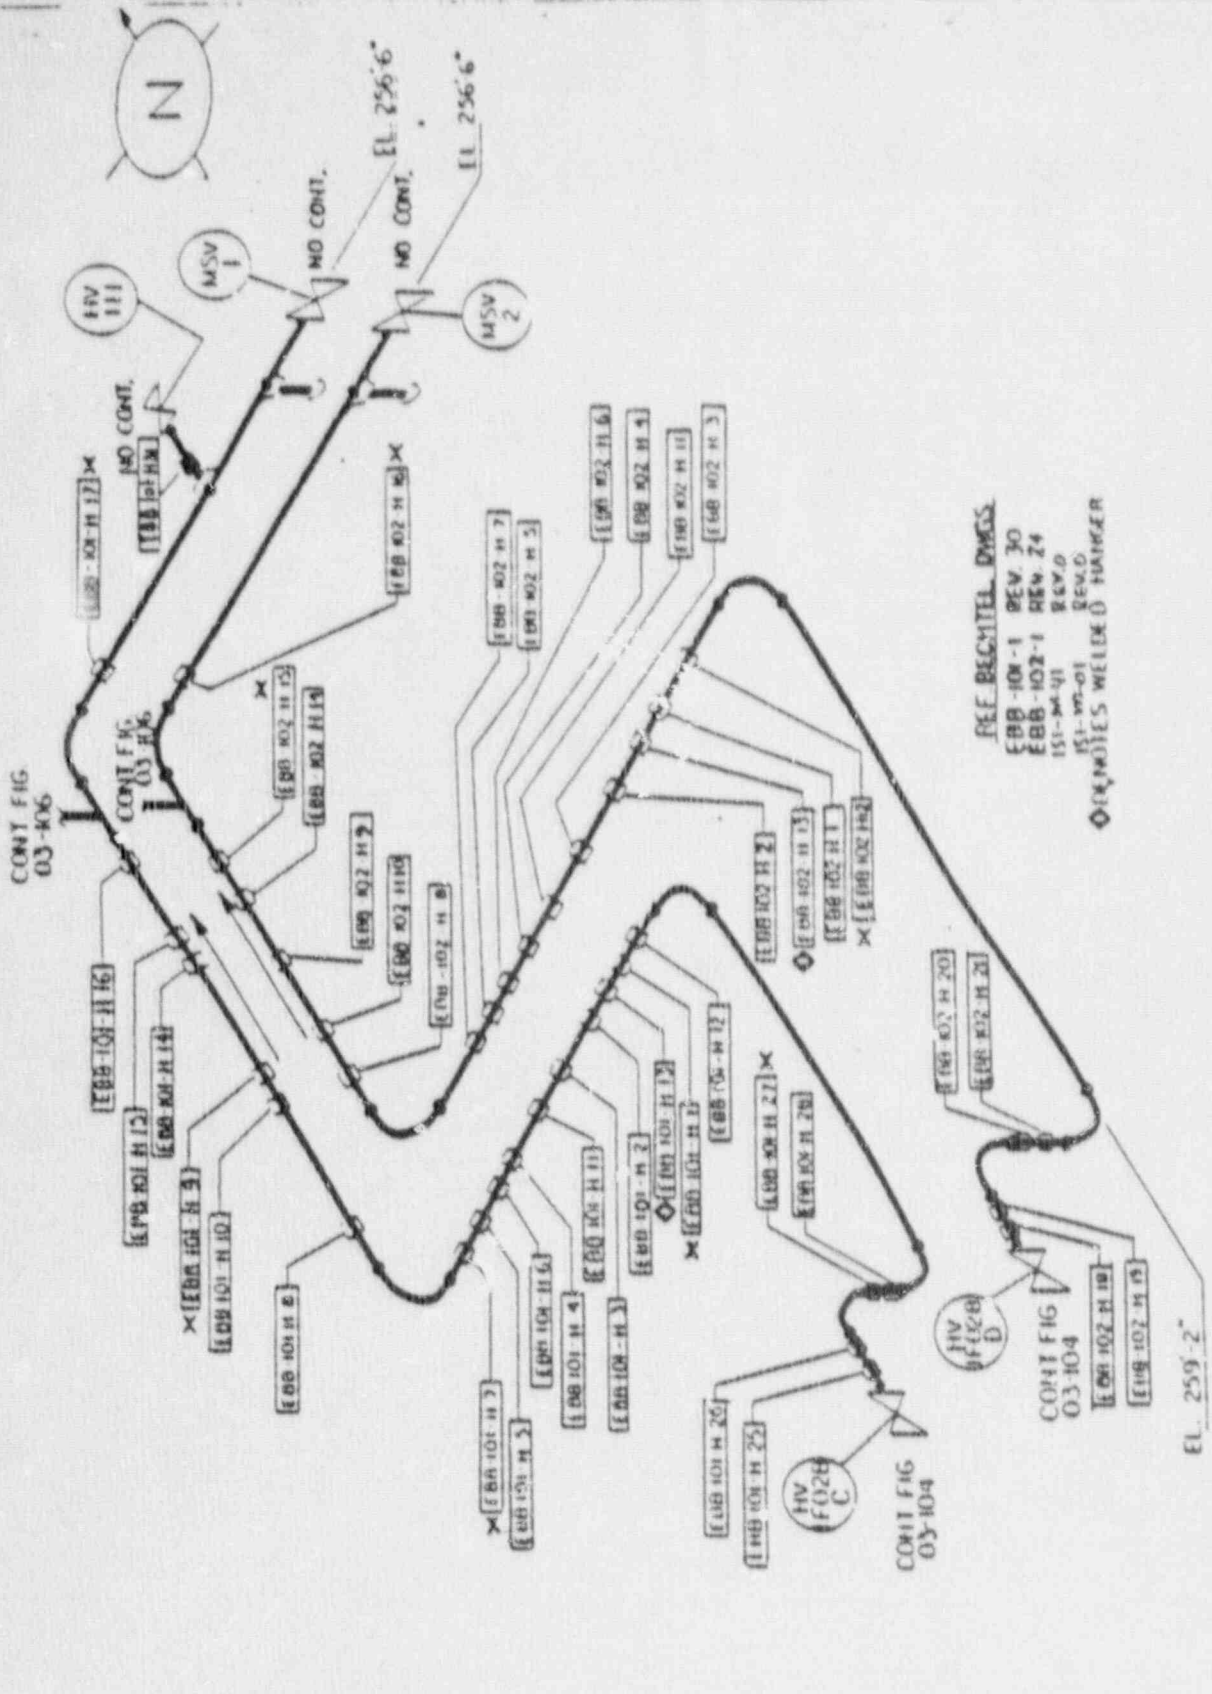 N
EL. 256'6"
EL 256'6"
NO CONT.
NO CONT.
MSV
1
MSV
2
HV
111
NO CONT.
EBB-101-H 17
EBB 102 H 16
CONT FIG
03-106
CONT FIG.
03-106
EBB 102 H 15
EBB-102 H14
EBB 102 H 9
EBB 102 H10
EBB-102 H 8
EBB-102 H 7
EBB 102 H 5
EBB 102 H 6
EBB 102 H 4
EBB 102 H 11
EBB 102 H 3
EBB 102 H 2
EBB 102 H 13
EBB 102 H 1
EBB 102 H12
EBB 101-H 16
EBB 101 H 15
EBB 101-H 14
EBB 101 H 9
EBB 101 H 10
EBB 101 H 8
EBB 101 H 7
EBB 101 H 5
EBB 101 H 6
EBB 101 H 4
EBB 101-H 3
EBB 101 H 11
EBB 101-H 2
EBB 101-H 13
EBB 101-H 1
EBB 101-H 27
EBB 101 H 28
EBB 101 H 26
EBB 101 H 25
HV
F028
C
CONT FIG
03-104
EBB 102 H 20
EBB 102 H 21
HV
F028
D
CONT FIG
03-104
EBB 102 H 18
EBB 102 H 19
EL. 259'-2"
REF BECHTEL DWGS
EBB-101-1 REV. 30
EBB-102-1 REV. 24
REV.0
REV.0
DENOTES WELDED HANGER